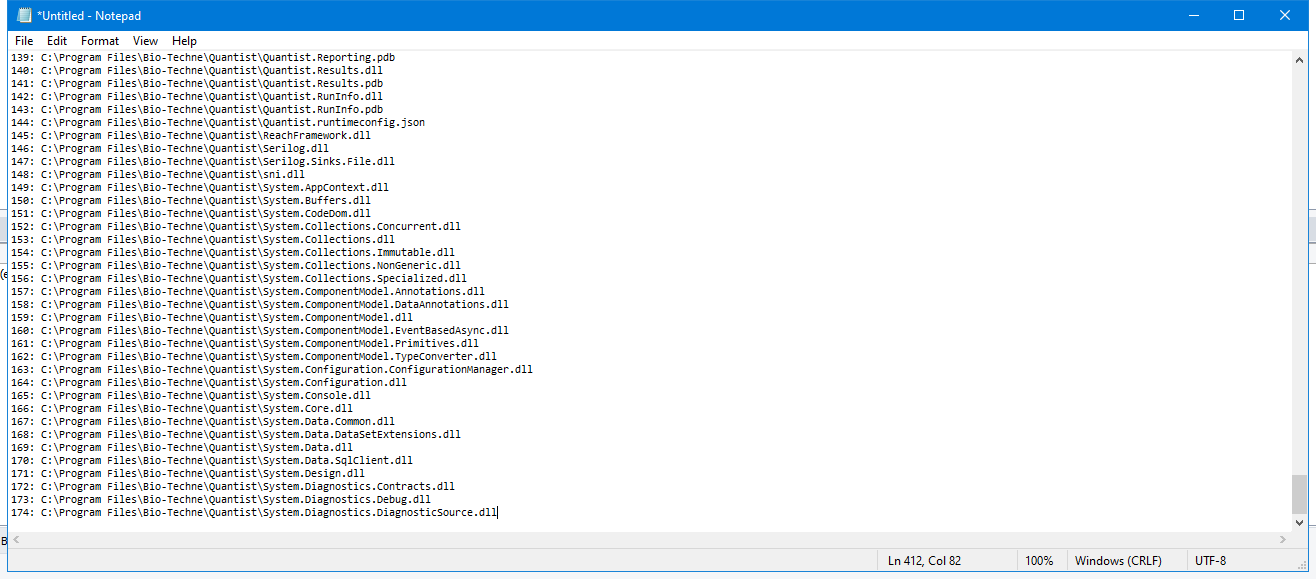 *Untitled - Notepad
File Edit Format View Help
139: C:\Program Files\Bio-Techne\Quantist\Quantist.Reporting.pdb
140: C:\Program Files\Bio-Techne\Quantist\Quantist.Results.dll
141: C:\Program Files\Bio-Techne\Quantist\Quantist.Results.pdb
142: C:\Program Files\Bio-Techne\Quantist\Quantist.RunInfo.dll
143: C:\Program Files\Bio-Techne\Quantist\Quantist.RunInfo.pdb
144: C:\Program Files\Bio-Techne\Quantist\Quantist.runtimeconfig.json
145: C:\Program Files\Bio-Techne\Quantist\ReachFramework.dll
146: C:\Program Files\Bio-Techne\Quantist\Serilog.dll
147: C:\Program Files\Bio-Techne\Quantist\Serilog.Sinks.File.dll
148: C:\Program Files\Bio-Techne\Quantist\sni.dll
149: C:\Program Files\Bio-Techne\Quantist\System.AppContext.dll
150: C:\Program Files\Bio-Techne\Quantist\System.Buffers.dll
151: C:\Program Files\Bio-Techne\Quantist\System.CodeDom.dll
152: C:\Program Files\Bio-Techne\Quantist\System.Collections.Concurrent.dll
153: C:\Program Files\Bio-Techne\Quantist\System.Collections.dll
154: C:\Program Files\Bio-Techne\Quantist\System.Collections.Immutable.dll
155: C:\Program Files\Bio-Techne\Quantist\System.Collections.NonGeneric.dll
156: C:\Program Files\Bio-Techne\Quantist\System.Collections.Specialized.dll
157: C:\Program Files\Bio-Techne\Quantist\System.ComponentModel.Annotations.dll
158: C:\Program Files\Bio-Techne\Quantist\System.ComponentModel.DataAnnotations.dll
159: C:\Program Files\Bio-Techne\Quantist\System.ComponentModel.dll
160: C:\Program Files\Bio-Techne\Quantist\System.ComponentModel.EventBasedAsync.dll
161: C:\Program Files\Bio-Techne\Quantist\System.ComponentModel.Primitives.dll
162: C:\Program Files\Bio-Techne\Quantist\System.ComponentModel.TypeConverter.dll
163: C:\Program Files\Bio-Techne\Quantist\System.Configuration.ConfigurationManager.dll
164: C:\Program Files\Bio-Techne\Quantist\System.Configuration.dll
165: C:\Program Files\Bio-Techne\Quantist\System.Console.dll
166: C:\Program Files\Bio-Techne\Quantist\System.Core.dll
167: C:\Program Files\Bio-Techne\Quantist\System.Data.Common.dll
168: C:\Program Files\Bio-Techne\Quantist\System.Data.DataSetExtensions.dll
169: C:\Program Files\Bio-Techne\Quantist\System.Data.dll
170: C:\Program Files\Bio-Techne\Quantist\System.Data.SqlClient.dll
171: C:\Program Files\Bio-Techne\Quantist\System.Design.dll
172: C:\Program Files\Bio-Techne\Quantist\System.Diagnostics.Contracts.dll
173: C:\Program Files\Bio-Techne\Quantist\System.Diagnostics.Debug.dll
174: C:\Program Files\Bio-Techne\Quantist\System.Diagnostics.DiagnosticSource.dll
Ln 412, Col 82 100% Windows (CRLF) UTF-8